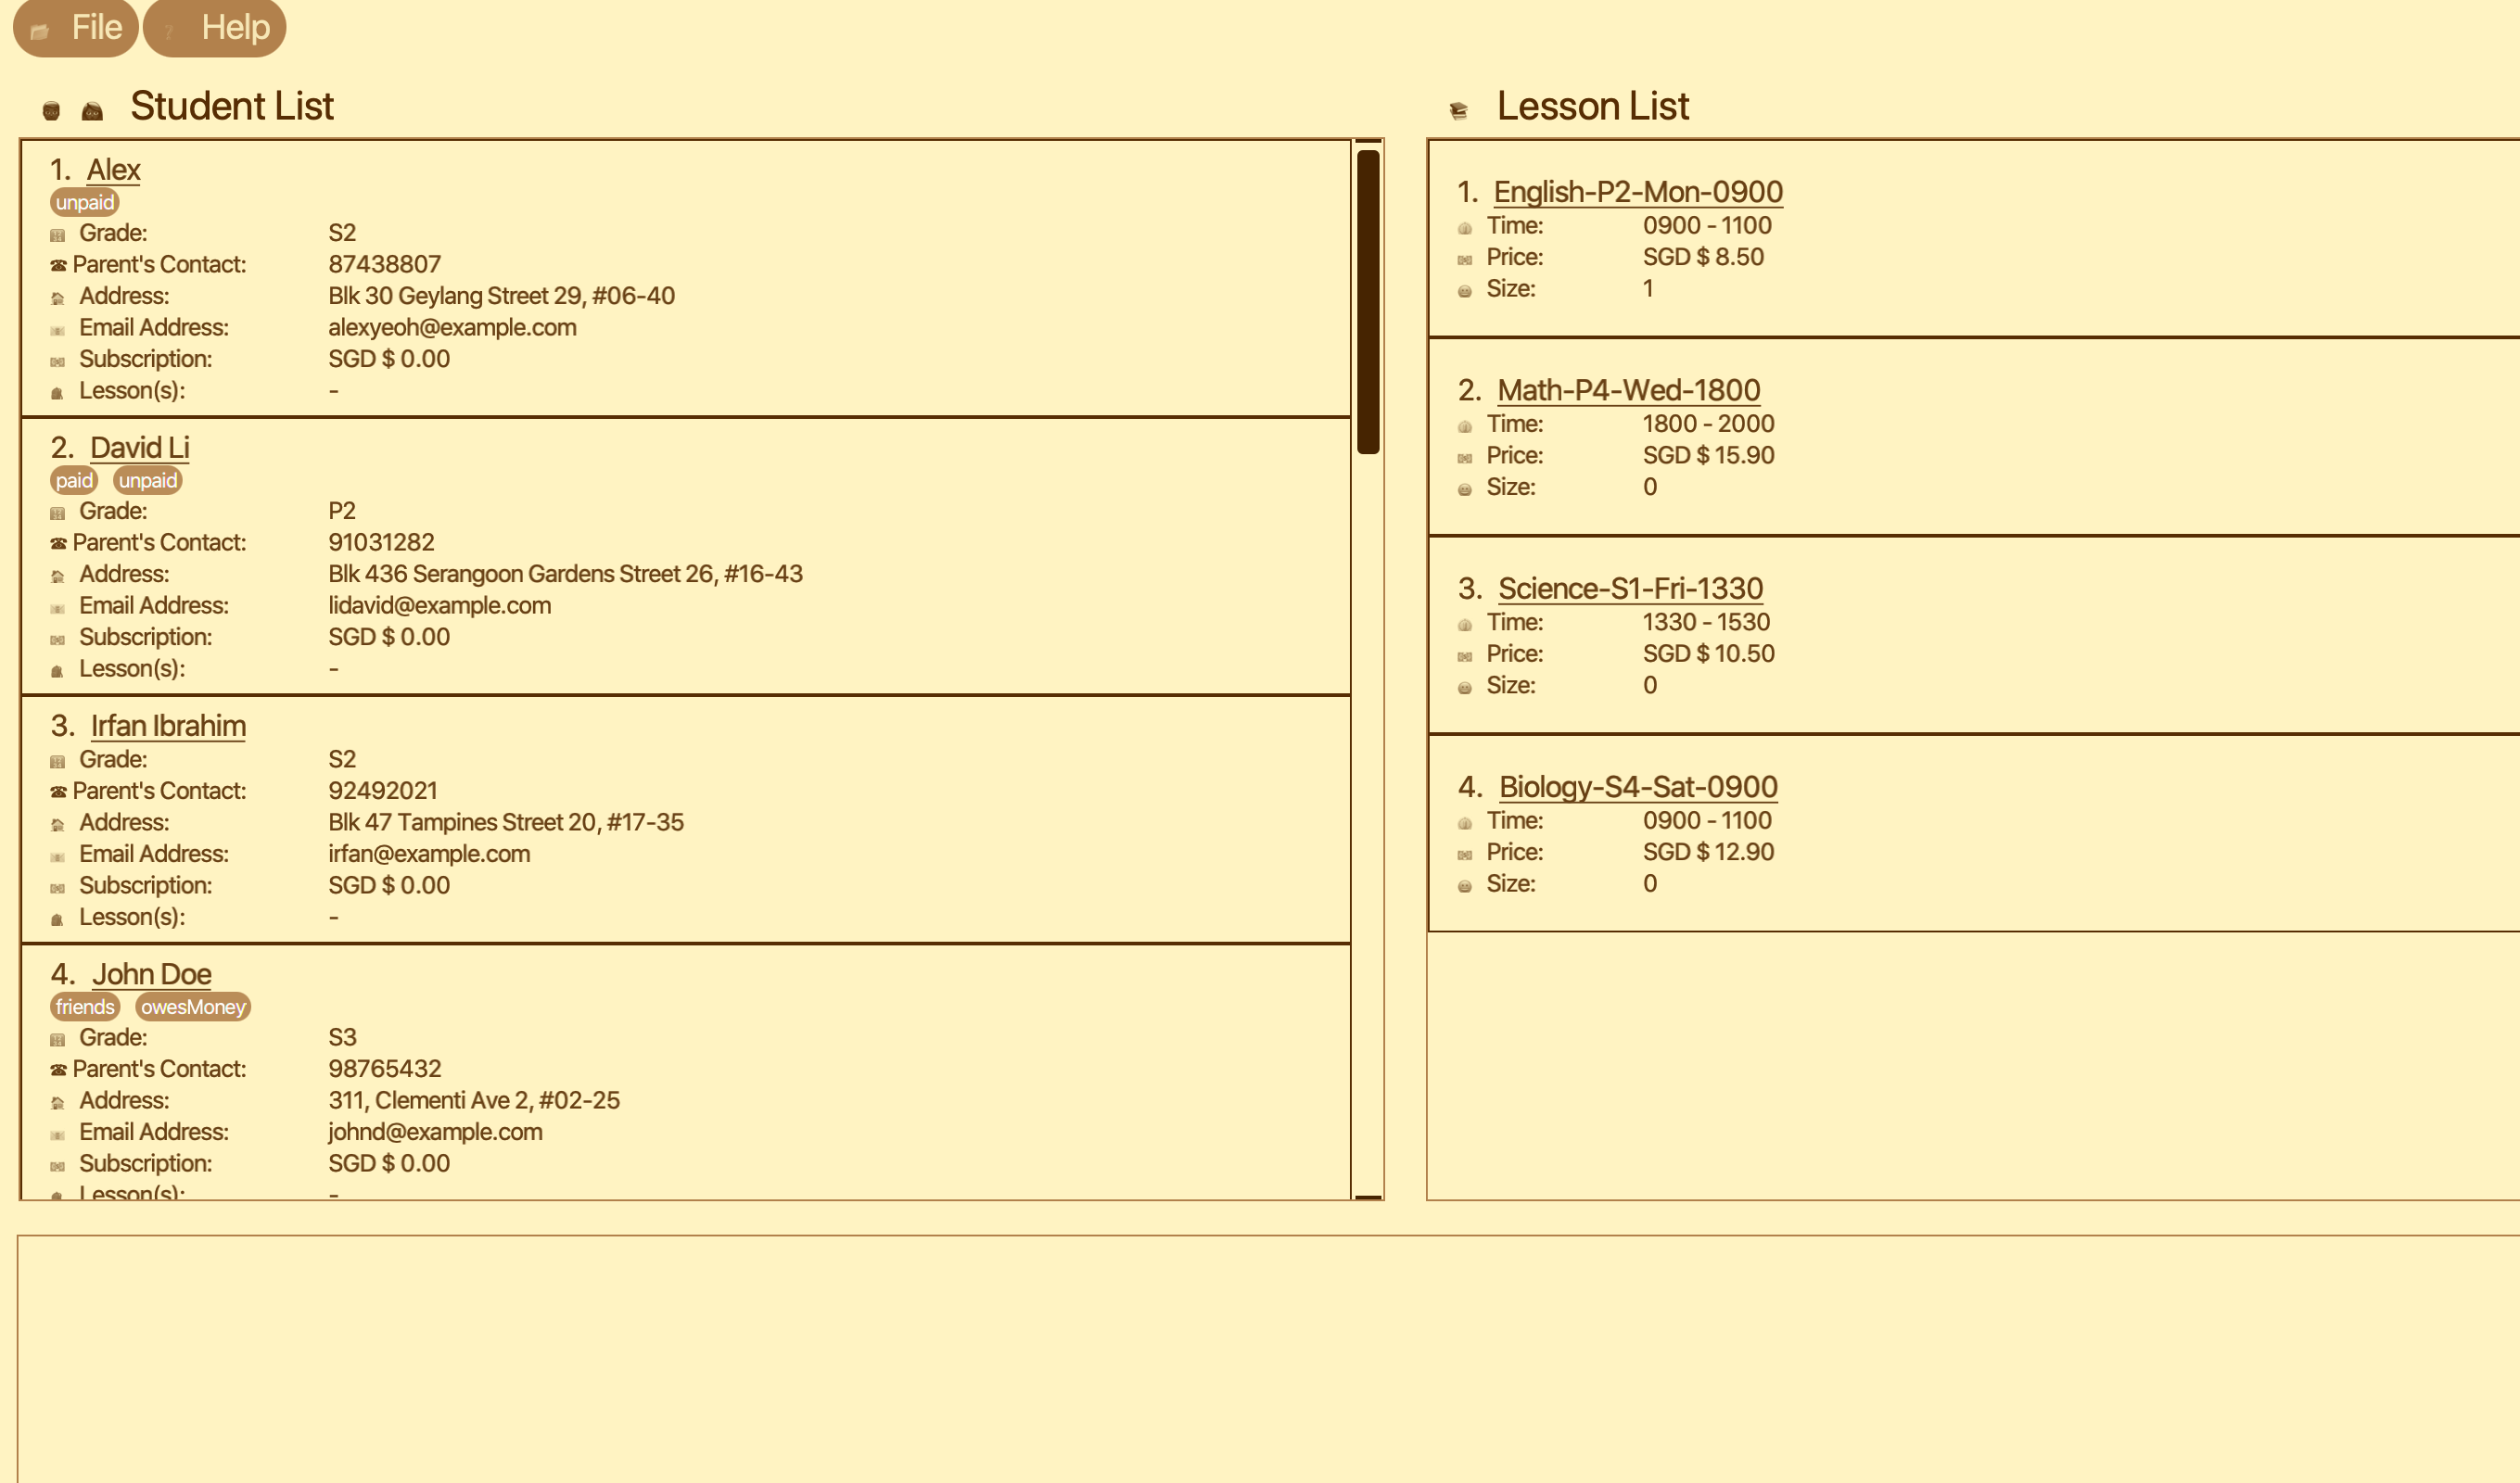 File Help
Student List
1. Alex
unpaid
Grade: S2
Parent's Contact: 87438807
Address: Blk 30 Geylang Street 29, #06-40
Email Address: alexyeoh@example.com
Subscription: SGD $ 0.00
Lesson(s): -
2. David Li
paid unpaid
Grade: P2
Parent's Contact: 91031282
Address: Blk 436 Serangoon Gardens Street 26, #16-43
Email Address: lidavid@example.com
Subscription: SGD $ 0.00
Lesson(s): -
3. Irfan Ibrahim
Grade: S2
Parent's Contact: 92492021
Address: Blk 47 Tampines Street 20, #17-35
Email Address: irfan@example.com
Subscription: SGD $ 0.00
Lesson(s): -
4. John Doe
friends owesMoney
Grade: S3
Parent's Contact: 98765432
Address: 311, Clementi Ave 2, #02-25
Email Address: johnd@example.com
Subscription: SGD $ 0.00
Lesson(s): -
Lesson List
1. English-P2-Mon-0900
Time: 0900 - 1100
Price: SGD $ 8.50
Size: 1
2. Math-P4-Wed-1800
Time: 1800 - 2000
Price: SGD $ 15.90
Size: 0
3. Science-S1-Fri-1330
Time: 1330 - 1530
Price: SGD $ 10.50
Size: 0
4. Biology-S4-Sat-0900
Time: 0900 - 1100
Price: SGD $ 12.90
Size: 0